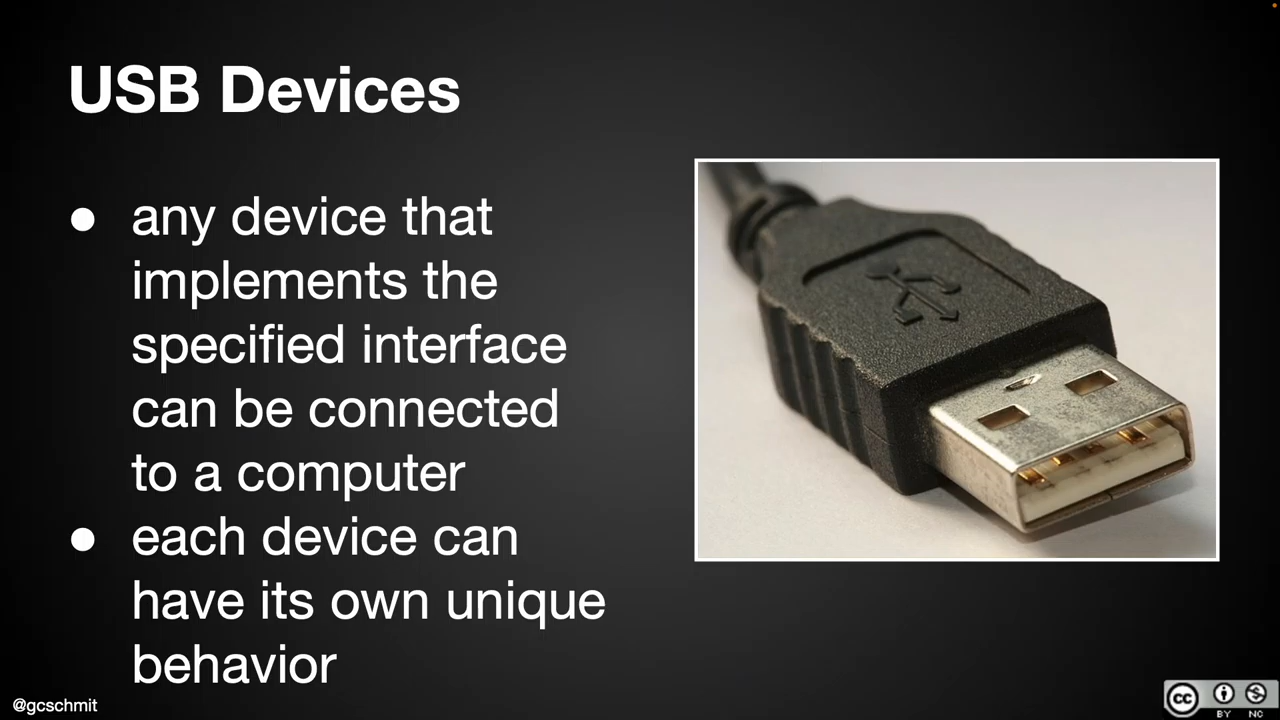 USB Devices
● any device that
implements the
specified interface
can be connected
to a computer
● each device can
have its own unique
behavior
@gcschmit
cc
BY NC